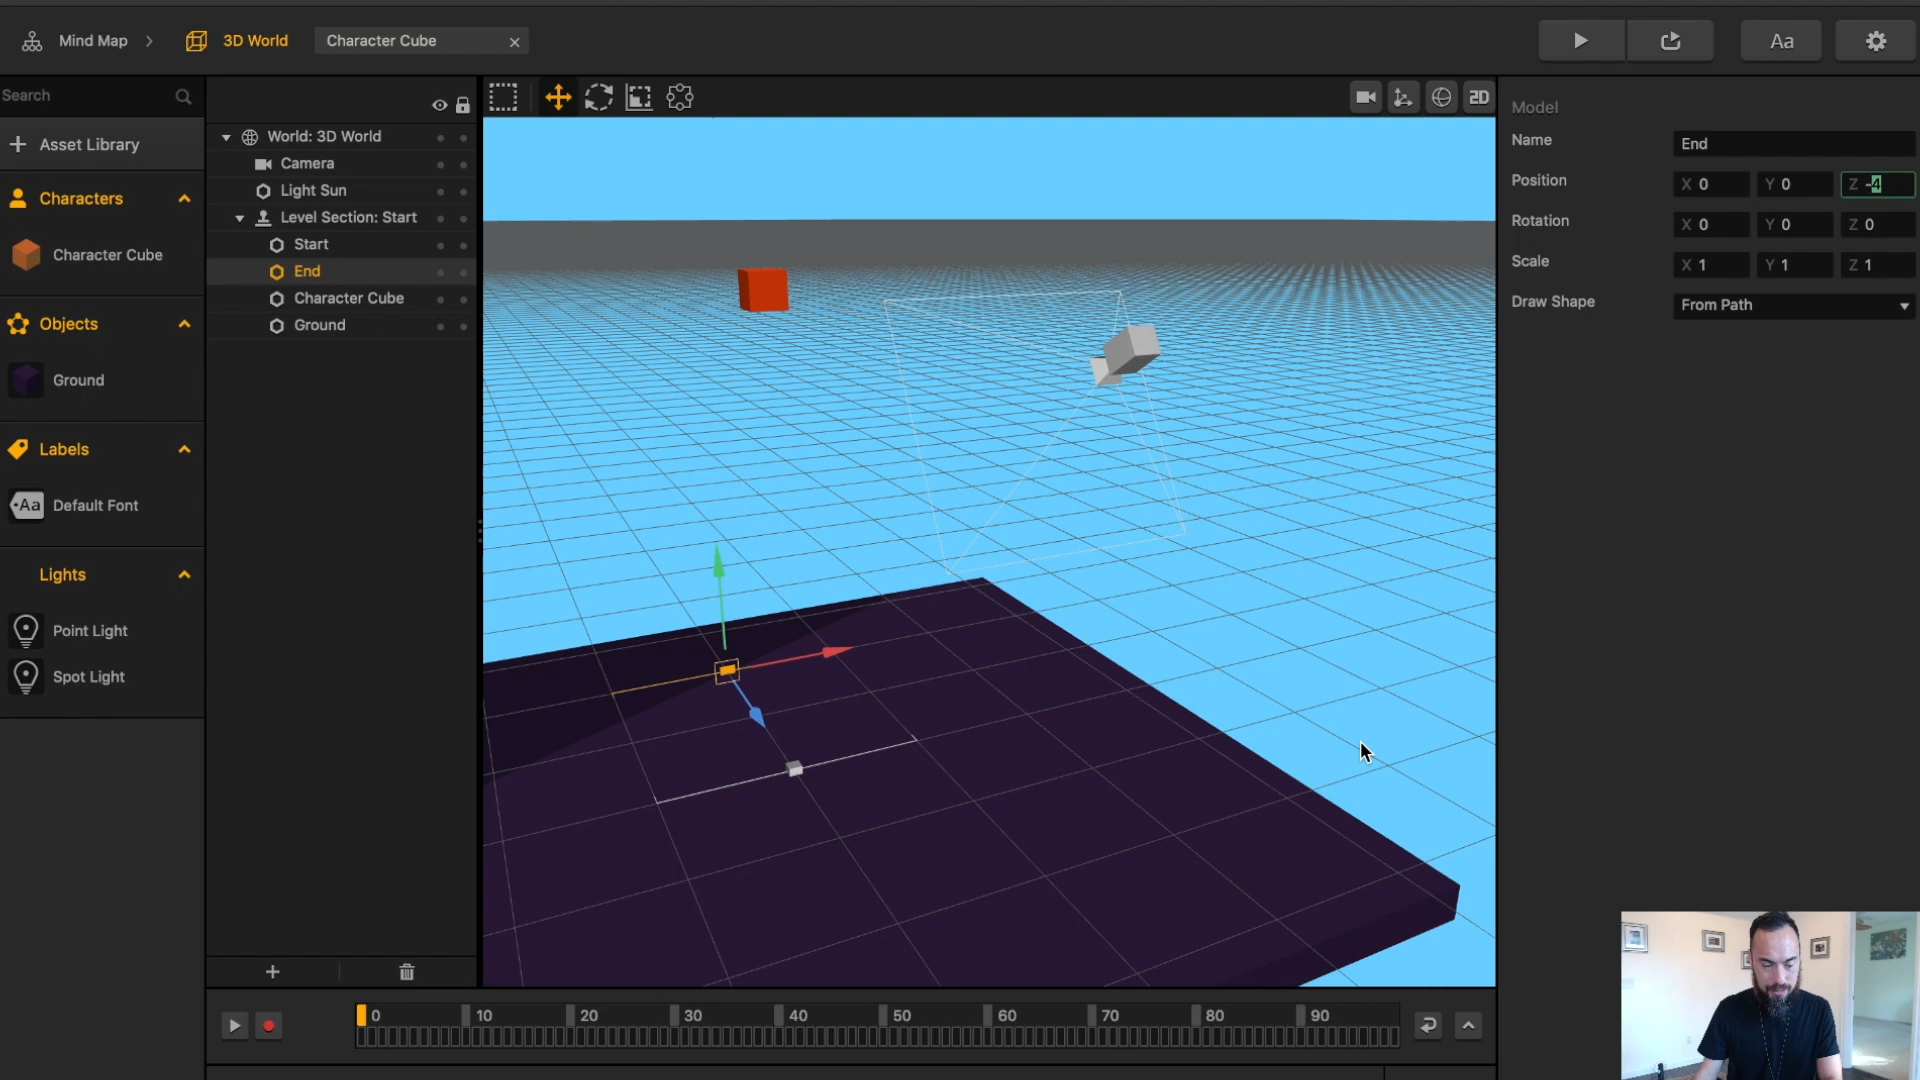 Mind Map
3D World
Character Cube
Aa
Search
Asset Library
Characters
Character Cube
Objects
Ground
Labels
Aa
Default Font
Lights
Point Light
Spot Light
World: 3D World
Camera
Light Sun
Level Section: Start
Start
End
Character Cube
Ground
2D
Model
Name End
Position X 0 Y 0 Z -4
Rotation X 0 Y 0 Z 0
Scale X 1 Y 1 Z 1
Draw Shape From Path
0 10 20 30 40 50 60 70 80 90